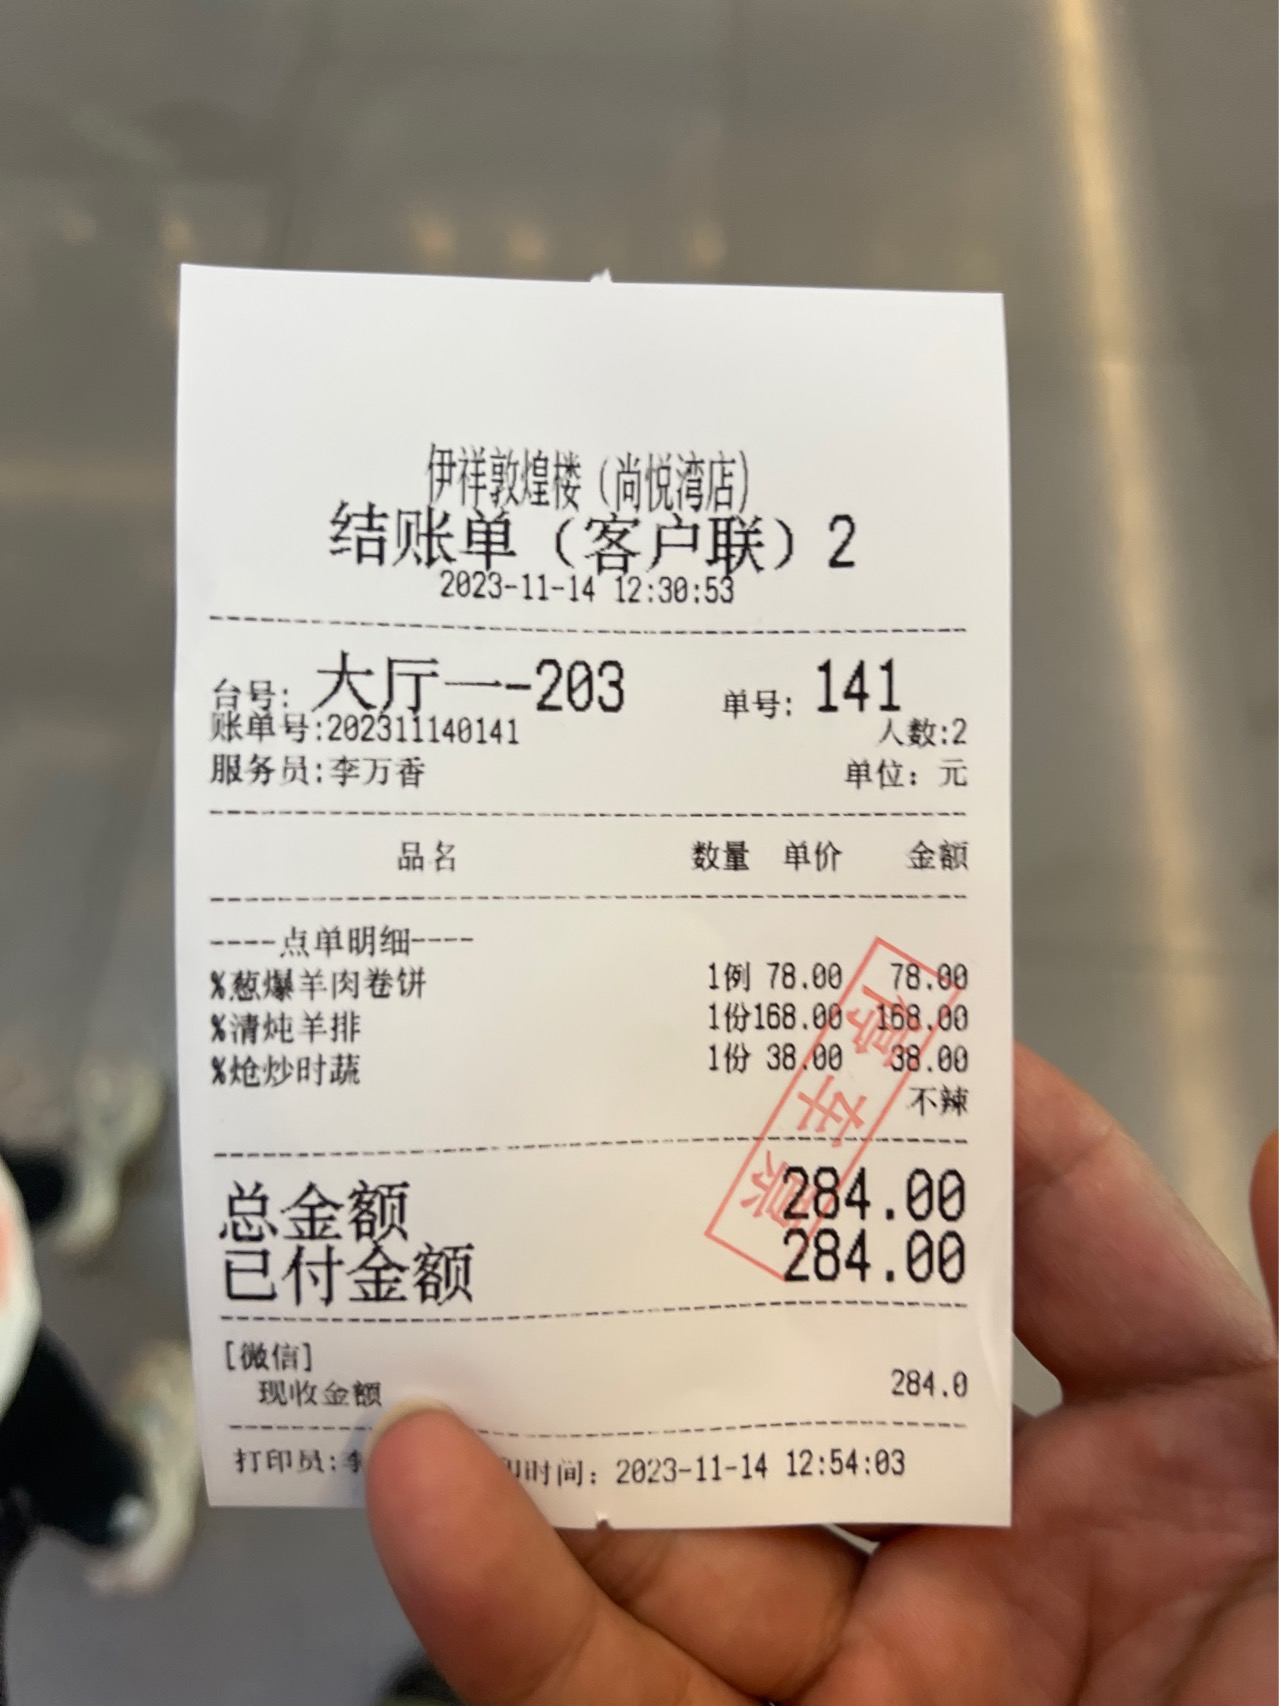 伊祥敦煌楼（尚悦湾店）
结账单（客户联）2
2023-11-14 12:30:53
台号: 大厅一-203 单号: 141
账单号:202311140141 人数:2
服务员:李万香 单位: 元
品名 数量 单价 金额
----点单明细----
%葱爆羊肉卷饼 1例 78.00 78.00
%清炖羊排 1份168.00 168.00
%炝炒时蔬 1份 38.00 38.00
不辣
停车票
总金额 284.00
已付金额 284.00
[微信]
现收金额 284.0
打印员:李 印时间: 2023-11-14 12:54:03